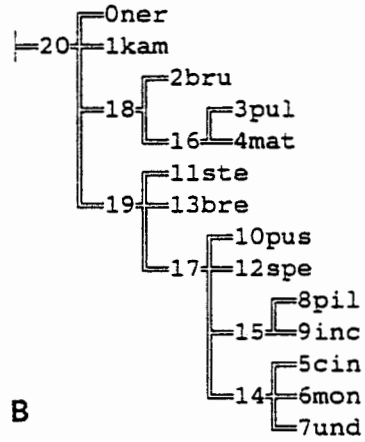 0ner
20 1kam
2bru
18 3pul
16 4mat
11ste
19 13bre
10pus
17 12spe
8pil
15 9inc
5cin
14 6mon
B 7und